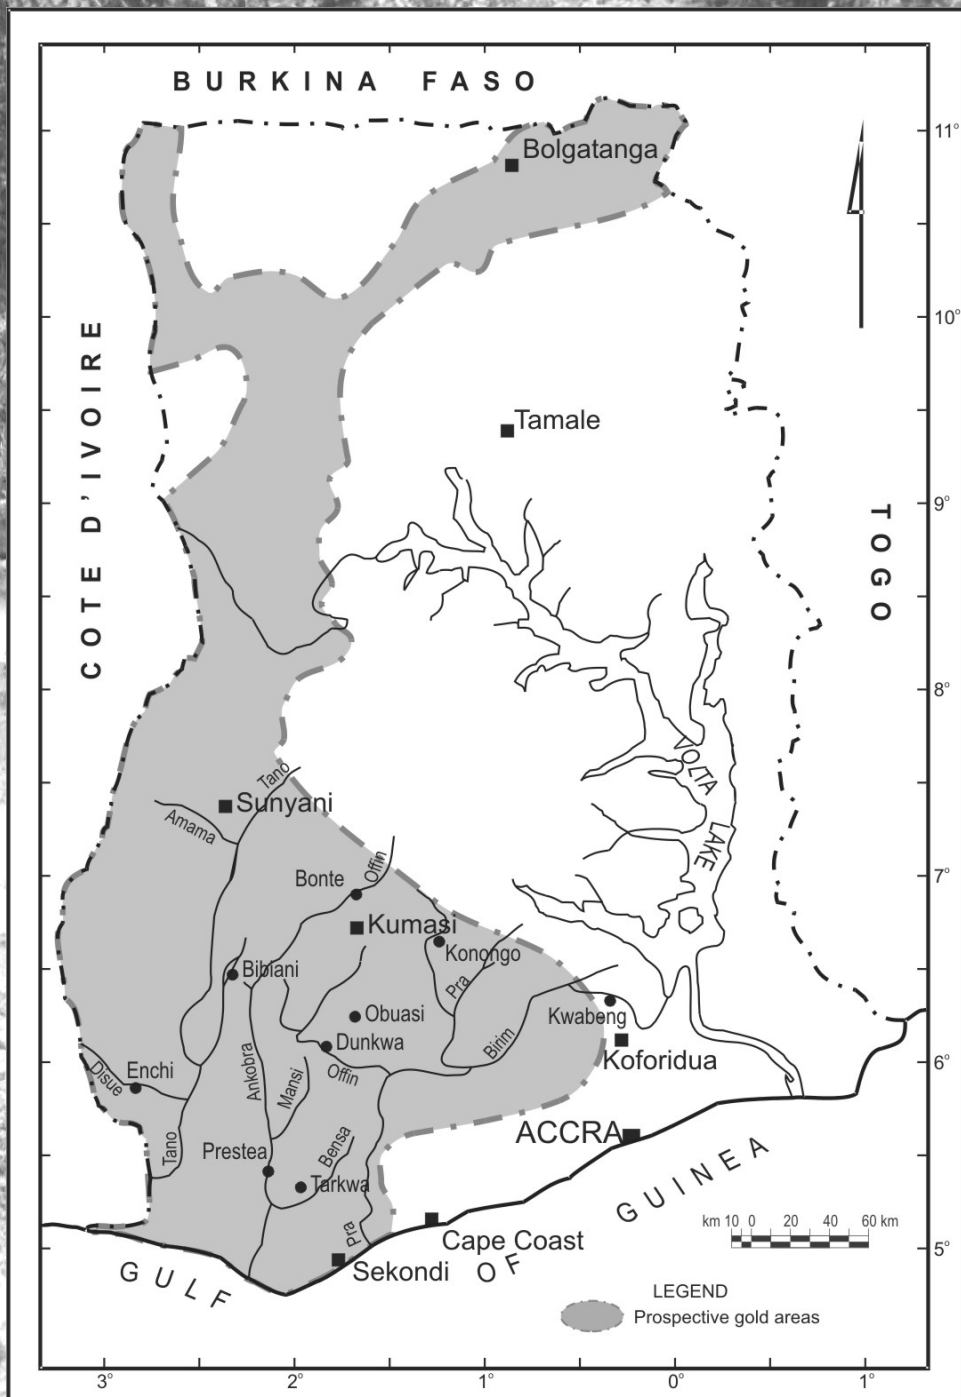 BURKINA FASO
Bolgatanga
11°
10°
COTE D'IVOIRE
Tamale
9°
TOGO
8°
VOLTA
LAKE
Tano
Sunyani
Amama
7°
Offin
Bonte
Kumasi
Konongo
Bibiani
Pra
Obuasi
Kwabeng
Dunkwa
Birim
Koforidua
6°
Enchi
Disue
Ankobra
Mansi
Offin
ACCRA
Prestea
Bensa
Tano
Tarkwa
Pra
GULF OF GUINEA
km 10 0 20 40 60 km
Cape Coast
5°
Sekondi
LEGEND
Prospective gold areas
3° 2° 1° 0° 1°